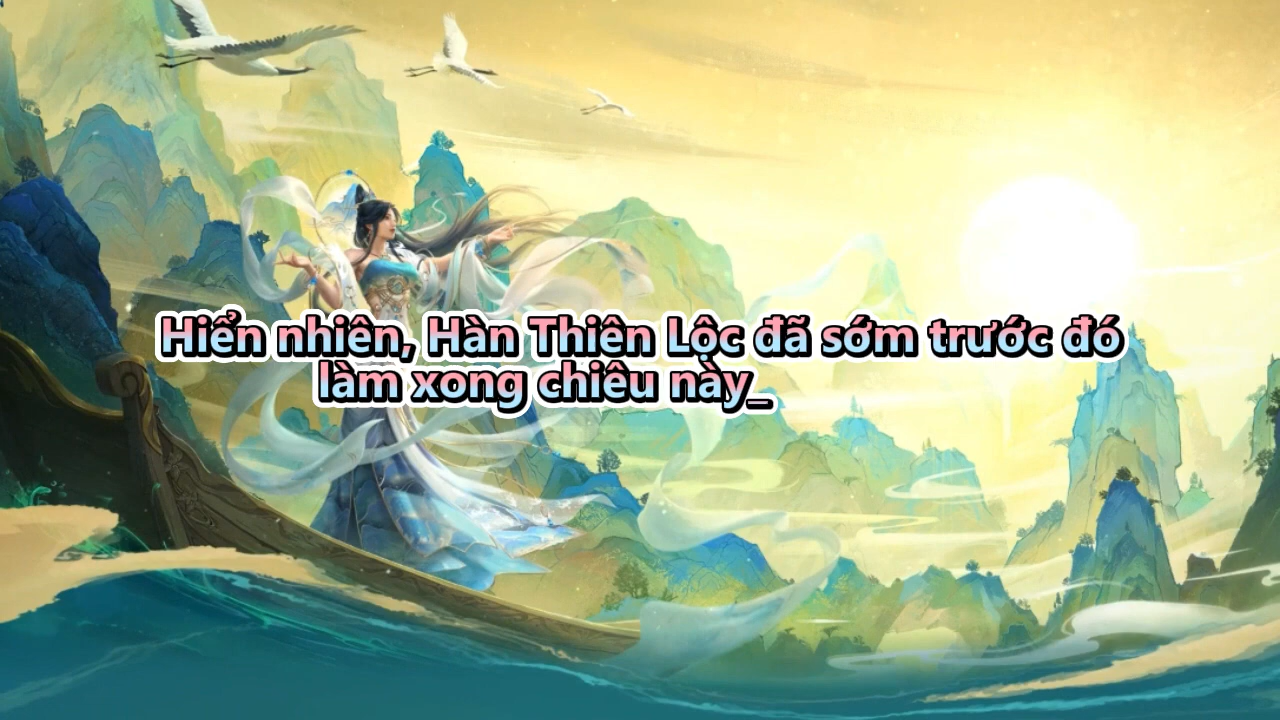 Hiển nhiên, Hàn Thiên Lộc đã sớm trước đó
làm xong chiêu này_